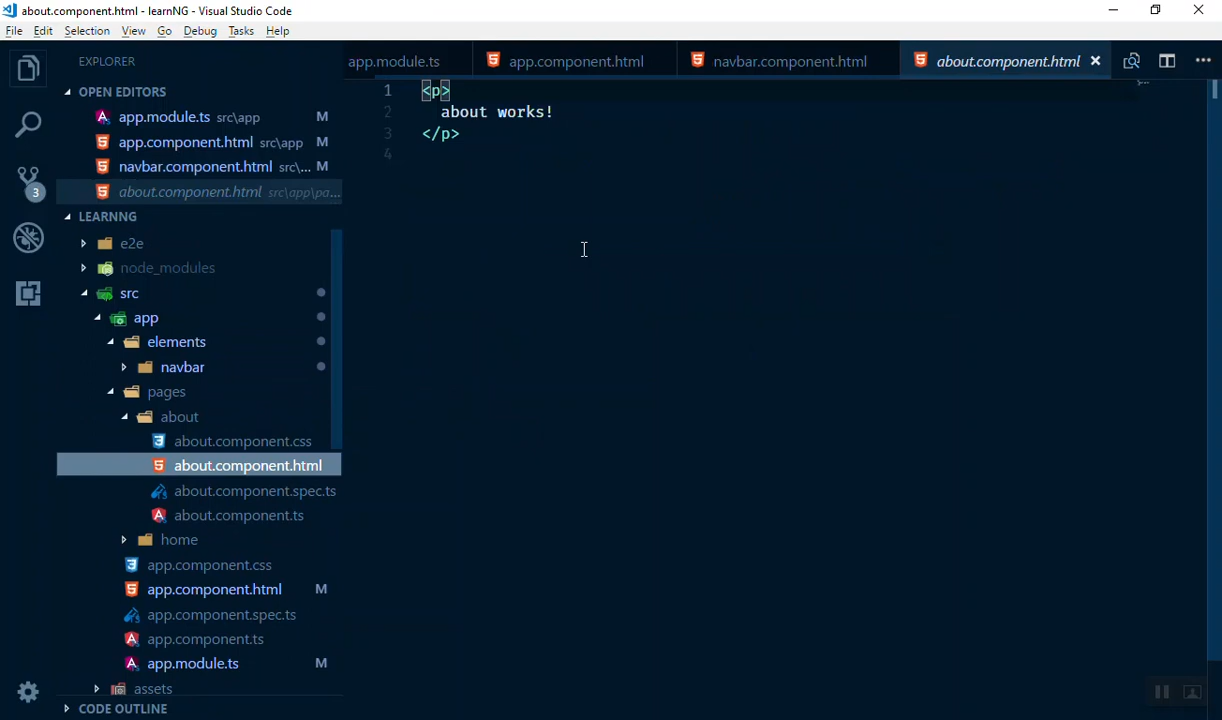 about.component.html - learnNG - Visual Studio Code
File Edit Selection View Go Debug Tasks Help
EXPLORER
app.module.ts
app.component.html
navbar.component.html
about.component.html
OPEN EDITORS
app.module.ts src\app M
app.component.html src\app M
navbar.component.html src\... M
about.component.html src\app\pa...
3
LEARNNG
e2e
node_modules
src
app
elements
navbar
pages
about
about.component.css
about.component.html
about.component.spec.ts
about.component.ts
home
app.component.css
app.component.html M
app.component.spec.ts
app.component.ts
app.module.ts M
assets
CODE OUTLINE
1 <p>
2 about works!
3 </p>
4